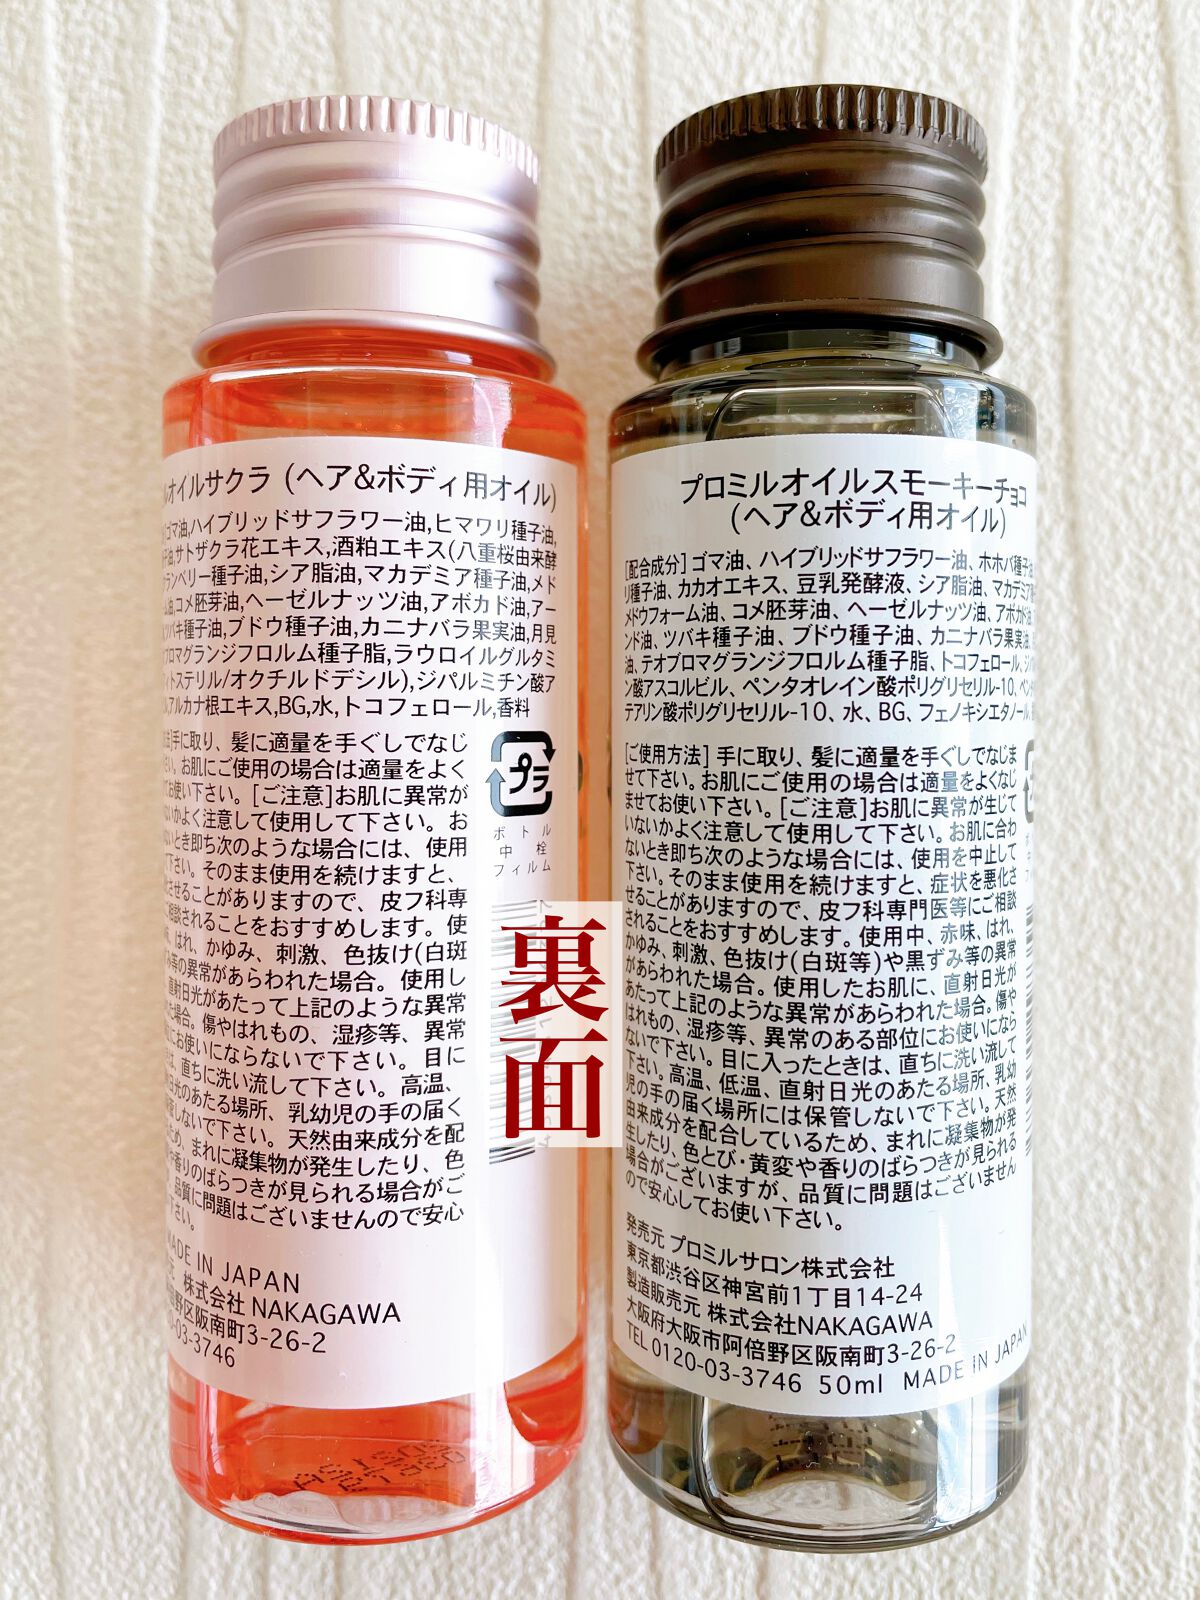 オイルサクラ (ヘア&ボディ用オイル)
ゴマ油,ハイブリッドサフラワー油,ヒマワリ種子油,
油,サトザクラ花エキス,酒粕エキス(八重桜由来酵
ランベリー種子油,シア脂油,マカデミア種子油,メド
油,コメ胚芽油,ヘーゼルナッツ油,アボカド油,アー
ツバキ種子油,ブドウ種子油,カニナバラ果実油,月見
ブロマグランジフロルム種子脂,ラウロイルグルタミ
トステリル/オクチルドデシル),ジパルミチン酸ア
アルカナ根エキス,BG,水,トコフェロール,香料
法]手に取り、髪に適量を手ぐしでなじ
さい。お肌にご使用の場合は適量をよく
てお使い下さい。[ご注意]お肌に異常が
ないかよく注意して使用して下さい。お
ないとき即ち次のような場合には、使用
て下さい。そのまま使用を続けますと、
化させることがありますので、皮フ科専
相談されることをおすすめします。使
はれ、かゆみ、刺激、色抜け(白斑
み等の異常があらわれた場合。使用し
直射日光があたって上記のような異常
た場合。傷やはれもの、湿疹等、異常
にお使いにならないで下さい。目に
は、直ちに洗い流して下さい。高温、
日光のあたる場所、乳幼児の手の届く
管しないで下さい。天然由来成分を配
ため、まれに凝集物が発生したり、色
や香りのばらつきが見られる場合がご
品質に問題はございませんので安心
下さい。
MADE IN JAPAN
元 株式会社 NAKAGAWA
倍野区阪南町3-26-2
-03-3746
プラ
ボトル
中栓
フィルム
裏面
プロミルオイルスモーキーチョコ
(ヘア&ボディ用オイル)
[配合成分] ゴマ油、ハイブリッドサフラワー油、ホホバ種子油
リ種子油、カカオエキス、豆乳発酵液、シア脂油、マカデミア
メドウフォーム油、コメ胚芽油、ヘーゼルナッツ油、アボカド油
ンド油、ツバキ種子油、ブドウ種子油、カニナバラ果実油、
油、テオブロマグランジフロルム種子脂、トコフェロール、ジパ
ン酸アスコルビル、ペンタオレイン酸ポリグリセリル-10、ペンタ
テアリン酸ポリグリセリル-10、水、BG、フェノキシエタノール、
[ご使用方法] 手に取り、髪に適量を手ぐしでなじま
せて下さい。お肌にご使用の場合は適量をよくなじ
ませてお使い下さい。[ご注意]お肌に異常が生じて
いないかよく注意して使用して下さい。お肌に合わ
ないとき即ち次のような場合には、使用を中止して
下さい。そのまま使用を続けますと、症状を悪化さ
せることがありますので、皮フ科専門医等にご相談
されることをおすすめします。使用中、赤味、はれ、
かゆみ、刺激、色抜け(白斑等)や黒ずみ等の異常
があらわれた場合。使用したお肌に、直射日光が
あたって上記のような異常があらわれた場合。傷や
はれもの、湿疹等、異常のある部位にお使いになら
ないで下さい。目に入ったときは、直ちに洗い流して
下さい。高温、低温、直射日光のあたる場所、乳幼
児の手の届く場所には保管しないで下さい。天然
由来成分を配合しているため、まれに凝集物が発
生したり、色とび・黄変や香りのばらつきが見られる
場合がございますが、品質に問題はございません
ので安心してお使い下さい。
発売元 プロミルサロン株式会社
東京都渋谷区神宮前1丁目14-24
製造販売元 株式会社NAKAGAWA
大阪府大阪市阿倍野区阪南町3-26-2
TEL 0120-03-3746 50ml MADE IN JAPAN